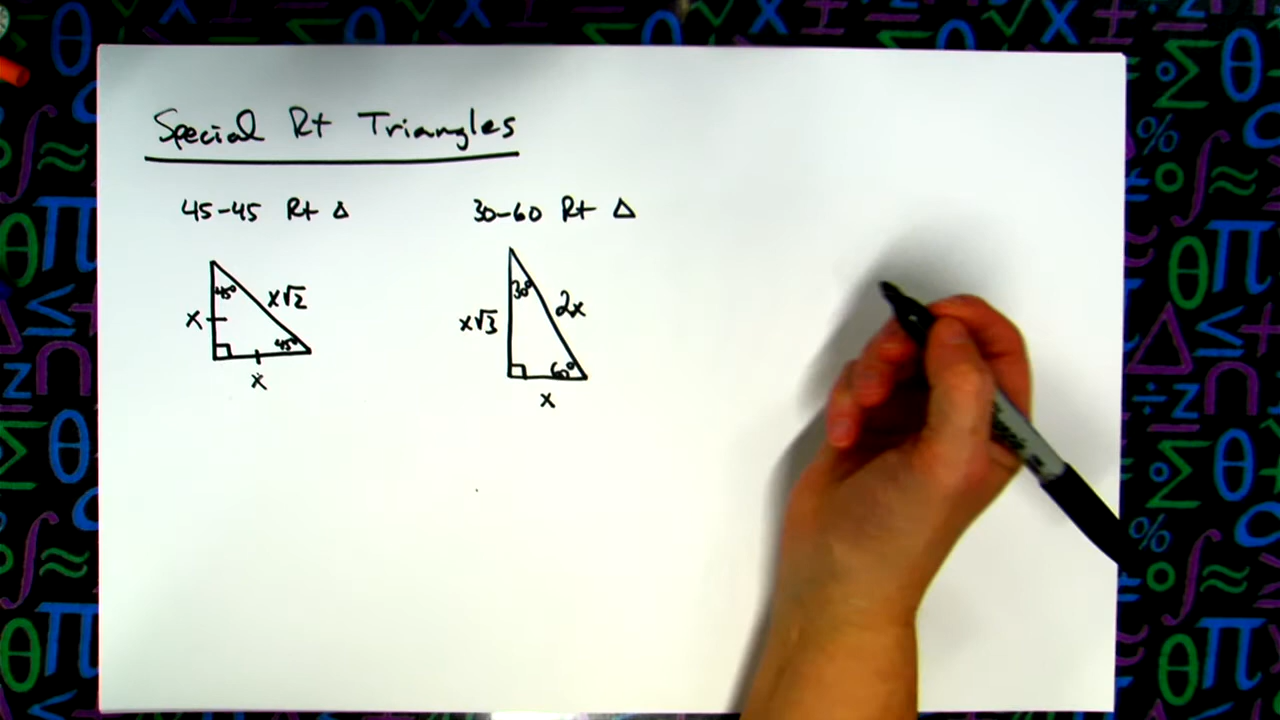 Special Rt Triangles
45-45 Rt Δ
30-60 Rt Δ
45°
x
x√2
45°
x
30°
x√3
2x
60°
x